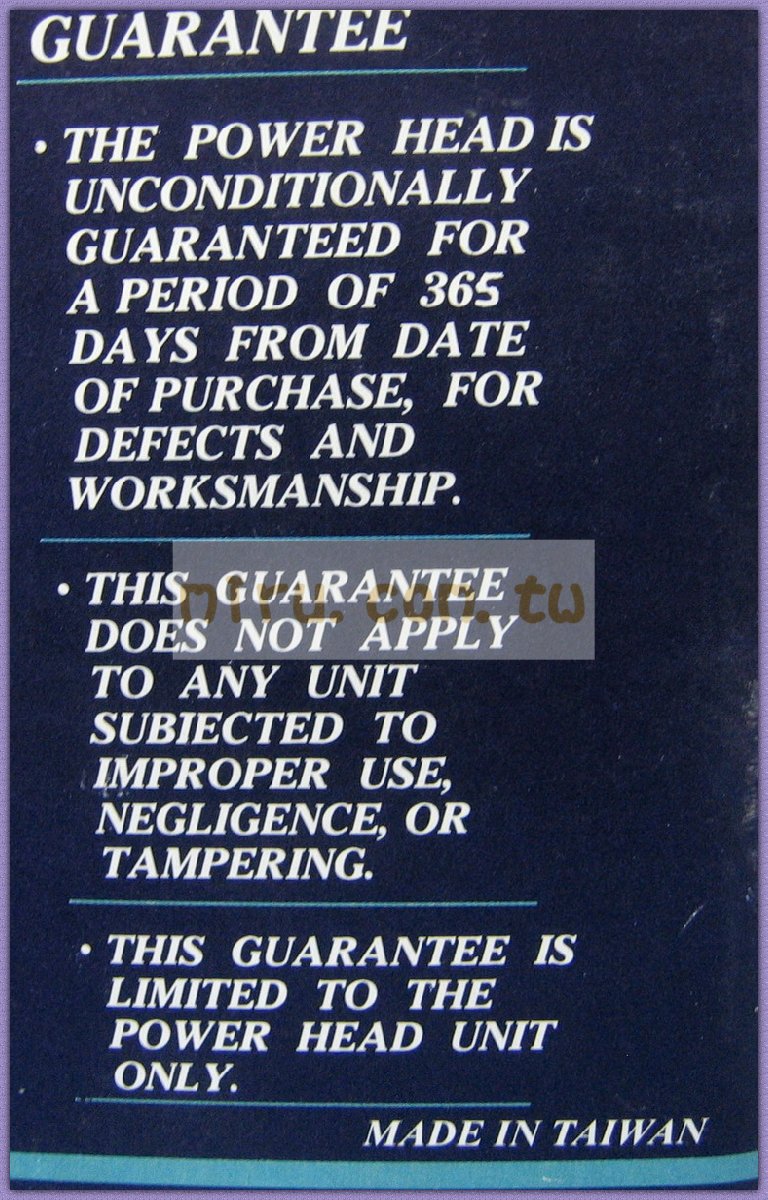 GUARANTEE
• THE POWER HEAD IS
UNCONDITIONALLY
GUARANTEED FOR
A PERIOD OF 365
DAYS FROM DATE
OF PURCHASE, FOR
DEFECTS AND
WORKSMANSHIP.
• THIS GUARANTEE
niru.com.tw
DOES NOT APPLY
TO ANY UNIT
SUBIECTED TO
IMPROPER USE,
NEGLIGENCE, OR
TAMPERING.
• THIS GUARANTEE IS
LIMITED TO THE
POWER HEAD UNIT
ONLY.
MADE IN TAIWAN